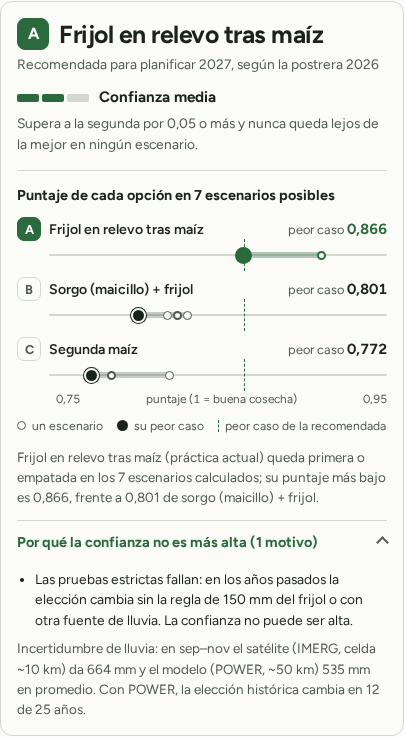 A Frijol en relevo tras maíz
Recomendada para planificar 2027, según la postrera 2026
Confianza media
Supera a la segunda por 0,05 o más y nunca queda lejos de
la mejor en ningún escenario.
Puntaje de cada opción en 7 escenarios posibles
A Frijol en relevo tras maíz peor caso 0,866
B Sorgo (maicillo) + frijol peor caso 0,801
C Segunda maíz peor caso 0,772
0,75 puntaje (1 = buena cosecha) 0,95
un escenario su peor caso peor caso de la recomendada
Frijol en relevo tras maíz (práctica actual) queda primera o
empatada en los 7 escenarios calculados; su puntaje más bajo
es 0,866, frente a 0,801 de sorgo (maicillo) + frijol.
Por qué la confianza no es más alta (1 motivo)
• Las pruebas estrictas fallan: en los años pasados la
elección cambia sin la regla de 150 mm del frijol o con
otra fuente de lluvia. La confianza no puede ser alta.
Incertidumbre de lluvia: en sep–nov el satélite (IMERG, celda
~10 km) da 664 mm y el modelo (POWER, ~50 km) 535 mm
en promedio. Con POWER, la elección histórica cambia en 12
de 25 años.